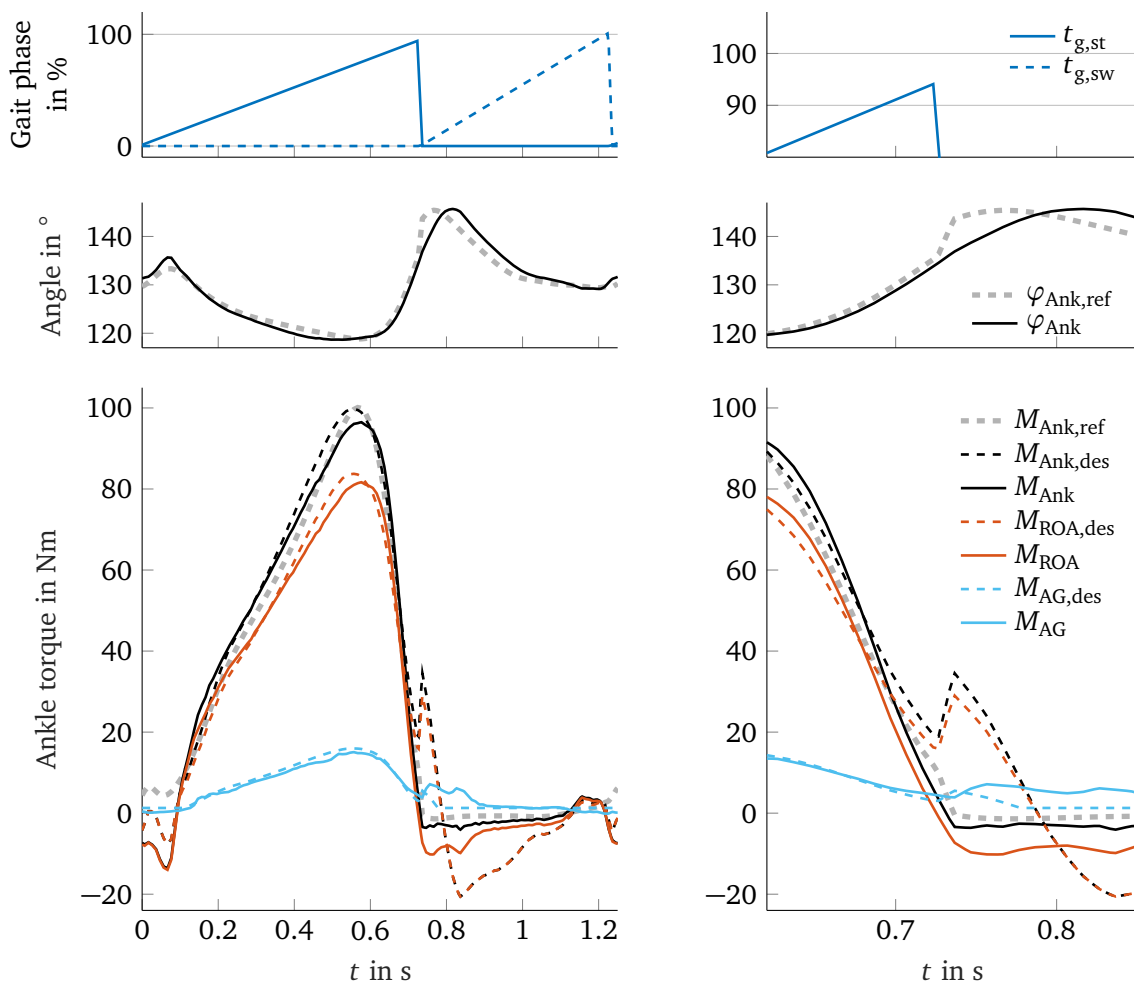 Gait phase
in %
100
0
100
90
t_g,st
t_g,sw
Angle in °
140
130
120
140
130
120
φ_Ank,ref
φ_Ank
Ankle torque in Nm
100
80
60
40
20
0
−20
100
80
60
40
20
0
−20
M_Ank,ref
M_Ank,des
M_Ank
M_ROA,des
M_ROA
M_AG,des
M_AG
0 0.2 0.4 0.6 0.8 1 1.2
t in s
0.7 0.8
t in s